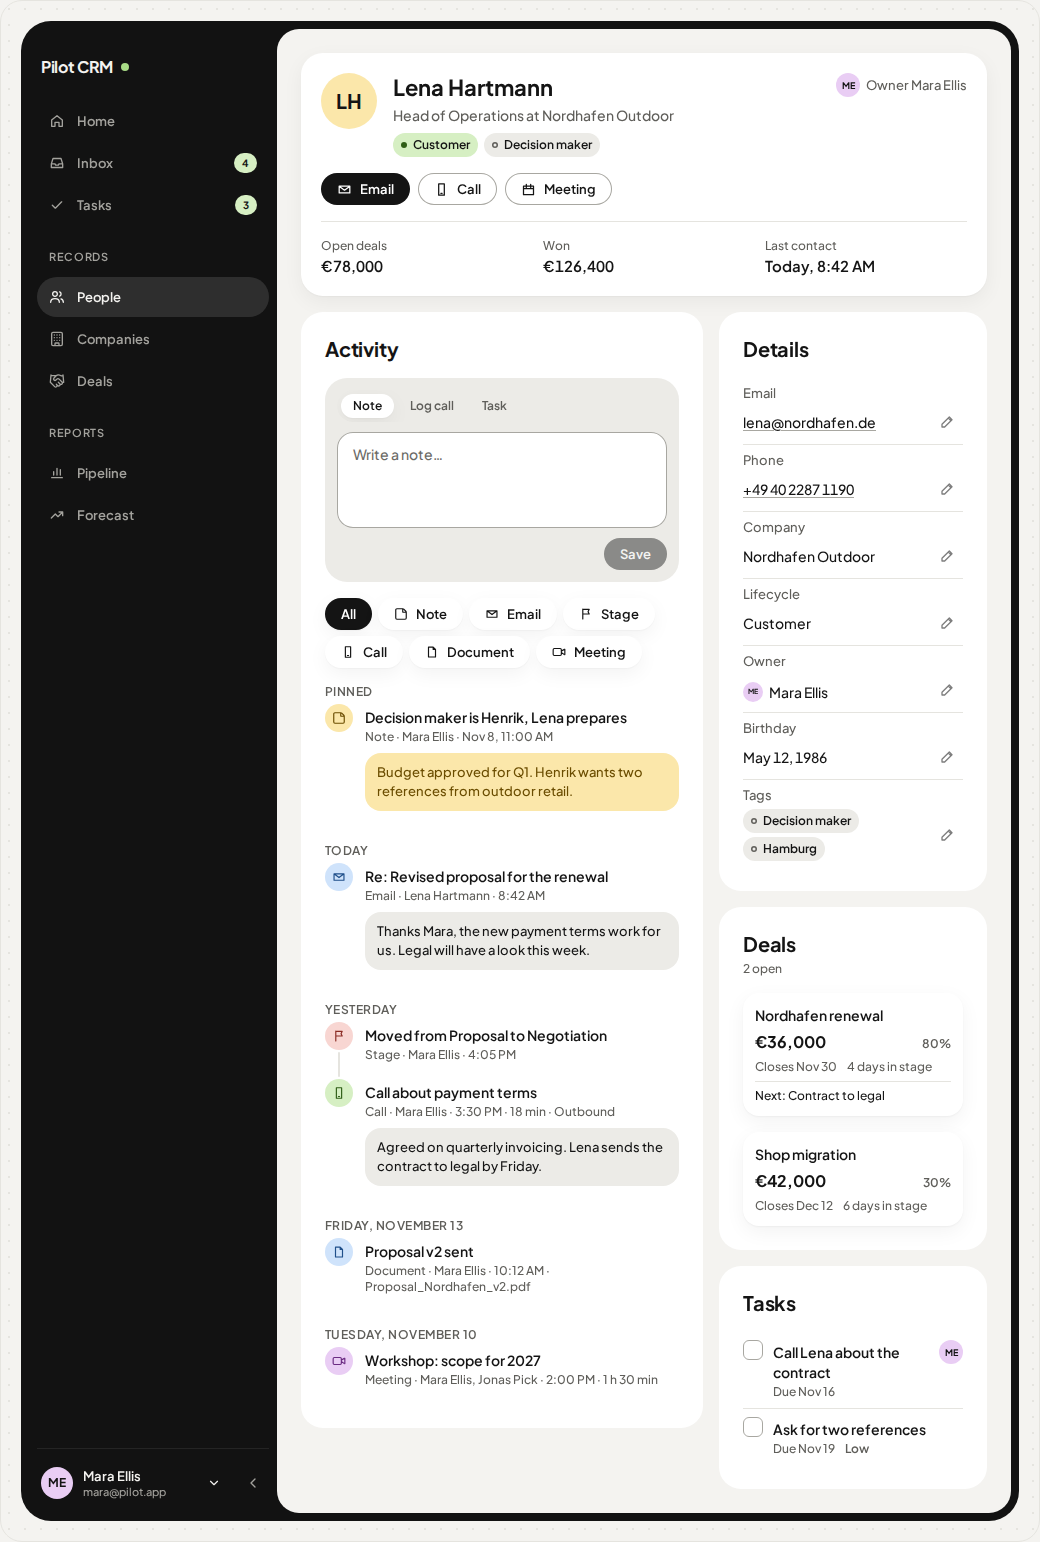 Pilot CRM
Home
Inbox 4
Tasks 3
RECORDS
People
Companies
Deals
REPORTS
Pipeline
Forecast
ME
Mara Ellis
mara@pilot.app
LH
Lena Hartmann
Head of Operations at Nordhafen Outdoor
Customer Decision maker
ME Owner Mara Ellis
Email Call Meeting
Open deals Won Last contact
€78,000 €126,400 Today, 8:42 AM
Activity
Note Log call Task
Write a note…
Save
All Note Email Stage
Call Document Meeting
PINNED
Decision maker is Henrik, Lena prepares
Note · Mara Ellis · Nov 8, 11:00 AM
Budget approved for Q1. Henrik wants two
references from outdoor retail.
TODAY
Re: Revised proposal for the renewal
Email · Lena Hartmann · 8:42 AM
Thanks Mara, the new payment terms work for
us. Legal will have a look this week.
YESTERDAY
Moved from Proposal to Negotiation
Stage · Mara Ellis · 4:05 PM
Call about payment terms
Call · Mara Ellis · 3:30 PM · 18 min · Outbound
Agreed on quarterly invoicing. Lena sends the
contract to legal by Friday.
FRIDAY, NOVEMBER 13
Proposal v2 sent
Document · Mara Ellis · 10:12 AM ·
Proposal_Nordhafen_v2.pdf
TUESDAY, NOVEMBER 10
Workshop: scope for 2027
Meeting · Mara Ellis, Jonas Pick · 2:00 PM · 1 h 30 min
Details
Email
lena@nordhafen.de
Phone
+49 40 2287 1190
Company
Nordhafen Outdoor
Lifecycle
Customer
Owner
ME Mara Ellis
Birthday
May 12, 1986
Tags
Decision maker
Hamburg
Deals
2 open
Nordhafen renewal
€36,000 80%
Closes Nov 30 4 days in stage
Next: Contract to legal
Shop migration
€42,000 30%
Closes Dec 12 6 days in stage
Tasks
Call Lena about the ME
contract
Due Nov 16
Ask for two references
Due Nov 19 Low